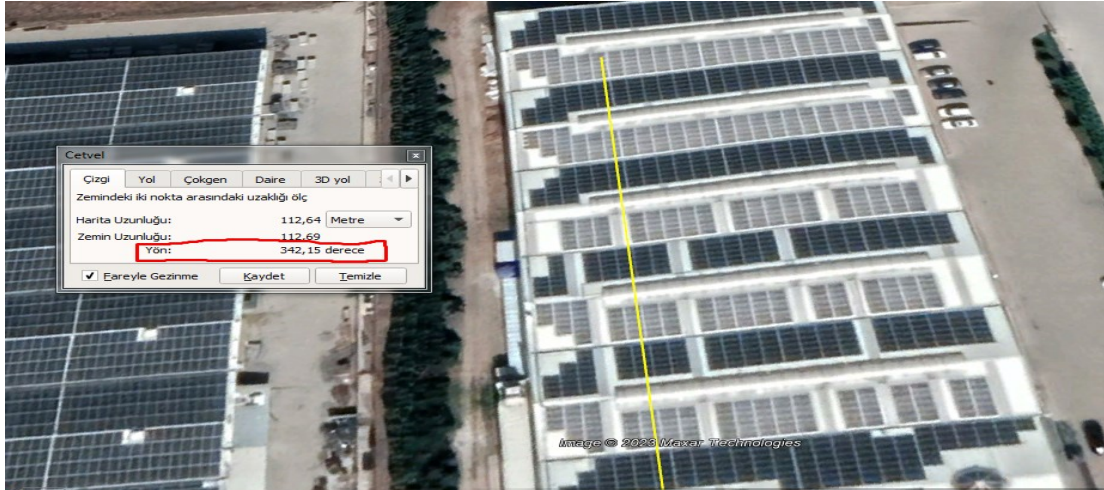 Cetvel
Çizgi Yol Çokgen Daire 3D yol
Zemindeki iki nokta arasındaki uzaklığı ölç
Harita Uzunluğu: 112,64 Metre
Zemin Uzunluğu: 112,69
Yön: 342,15 derece
Fareyle Gezinme Kaydet Temizle
Image © 2023 Maxar Technologies